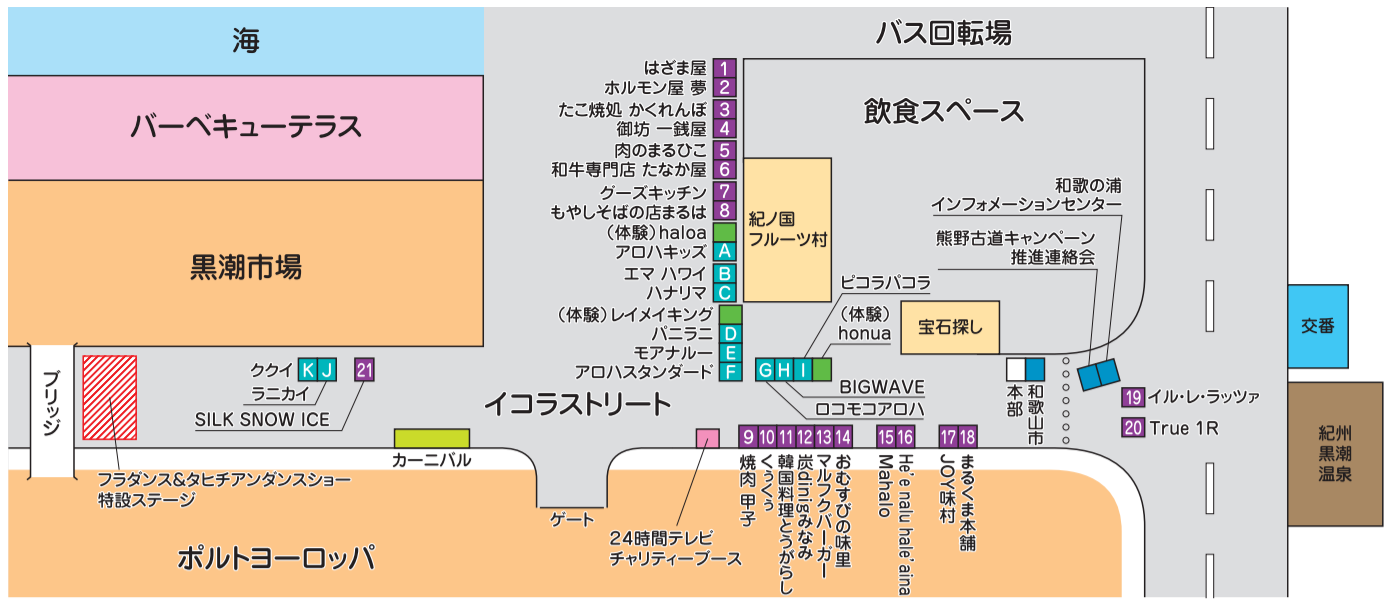 海
バーベキューテラス
黒潮市場
バス回転場
飲食スペース
はざま屋 1
ホルモン屋 夢 2
たこ焼処 かくれんぼ 3
御坊 一銭屋 4
肉のまるひこ 5
和牛専門店 たなか屋 6
グーズキッチン 7
もやしそばの店まるは 8
(体験)haloa
アロハキッズ A
エマ ハワイ B
ハナリマ C
(体験)レイメイキング
パニラニ D
モアナルー E
アロハスタンダード F
紀ノ国
フルーツ村
和歌の浦
インフォメーションセンター
熊野古道キャンペーン
推進連絡会
ピコラパコラ
(体験)
honua
宝石探し
交番
G H I
BIGWAVE
ロコモコアロハ
本部
和歌山市
19 イル・レ・ラッツァ
20 True 1R
紀州
黒潮
温泉
ブリッジ
ククイ K J
ラニカイ
21
SILK SNOW ICE
イコラストリート
フラダンス&タヒチアンダンスショー
特設ステージ
カーニバル
ゲート
24時間テレビ
チャリティーブース
9 焼肉 甲子
10 くぅくぅ
11 韓国料理とうがらし
12 炭diningみなみ
13 マルフクバーガー
14 おむすびの味里
15 Mahalo
16 He'e nalu hale' aina
17 JOY味村
18 まるくま本舗
ポルトヨーロッパ